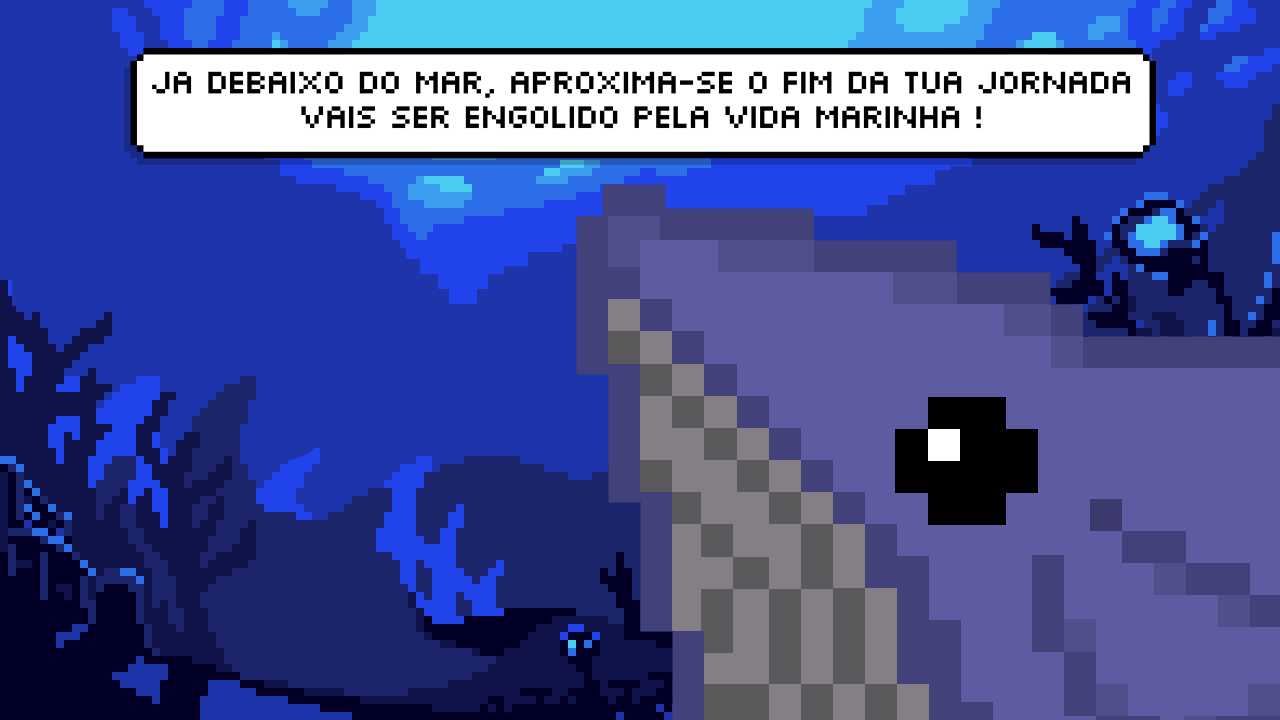 JA DEBAIXO DO MAR, APROXIMA-SE O FIM DA TUA JORNADA
VAIS SER ENGOLIDO PELA VIDA MARINHA !